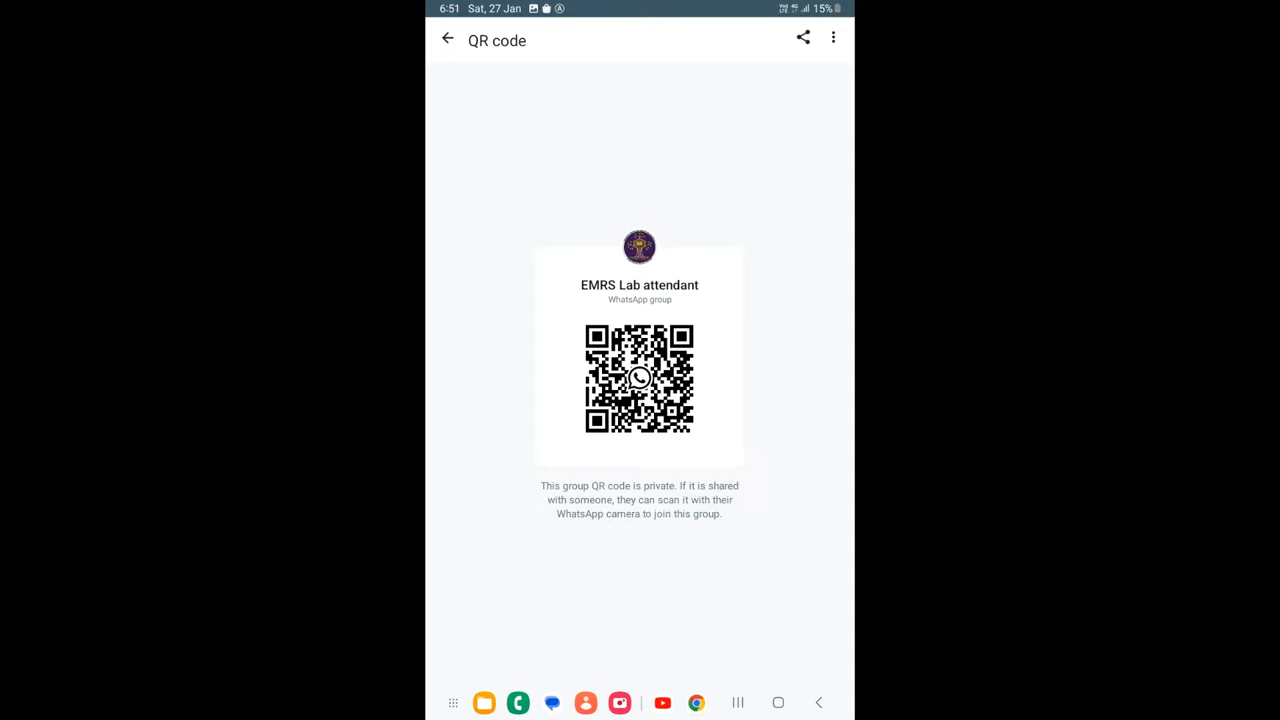 6:51 Sat, 27 Jan 15%
QR code
EMRS Lab attendant
WhatsApp group
This group QR code is private. If it is shared
with someone, they can scan it with their
WhatsApp camera to join this group.